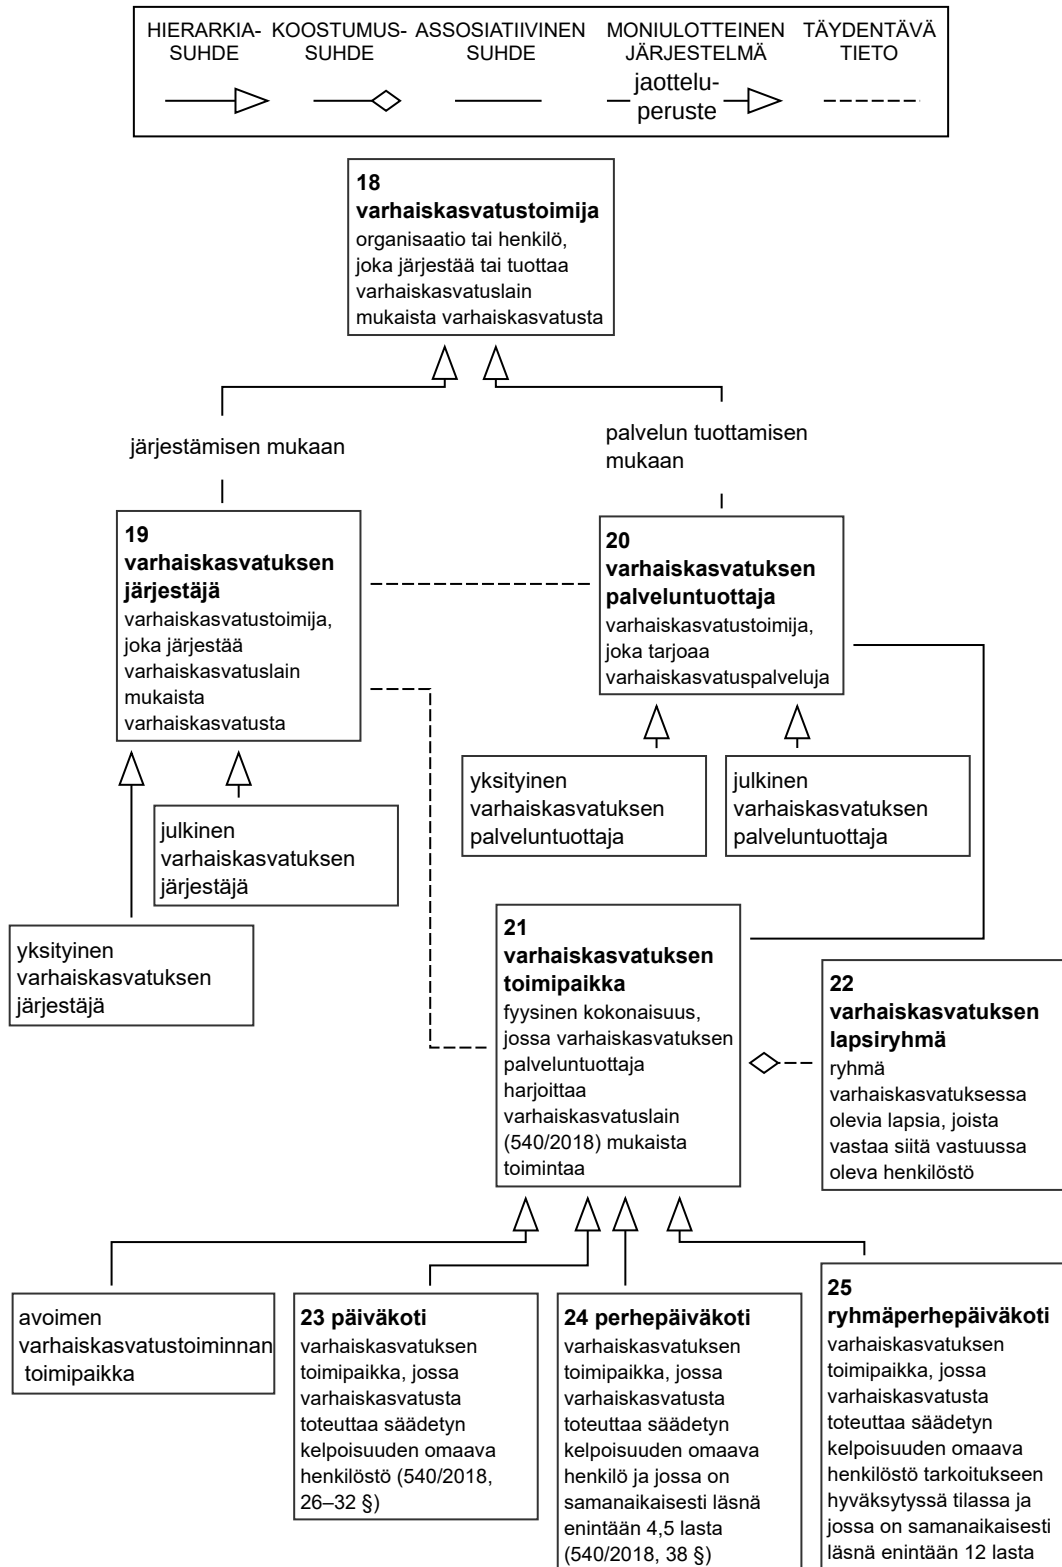 HIERARKIA-
SUHDE
KOOSTUMUS-
SUHDE
ASSOSIATIIVINEN
SUHDE
MONIULOTTEINEN
JÄRJESTELMÄ
jaottelu-
peruste
TÄYDENTÄVÄ
TIETO
18
varhaiskasvatustoimija
organisaatio tai henkilö,
joka järjestää tai tuottaa
varhaiskasvatuslain
mukaista varhaiskasvatusta
järjestämisen mukaan
palvelun tuottamisen
mukaan
19
varhaiskasvatuksen
järjestäjä
varhaiskasvatustoimija,
joka järjestää
varhaiskasvatuslain
mukaista
varhaiskasvatusta
20
varhaiskasvatuksen
palveluntuottaja
varhaiskasvatustoimija,
joka tarjoaa
varhaiskasvatuspalveluja
yksityinen
varhaiskasvatuksen
palveluntuottaja
julkinen
varhaiskasvatuksen
palveluntuottaja
julkinen
varhaiskasvatuksen
järjestäjä
yksityinen
varhaiskasvatuksen
järjestäjä
21
varhaiskasvatuksen
toimipaikka
fyysinen kokonaisuus,
jossa varhaiskasvatuksen
palveluntuottaja
harjoittaa
varhaiskasvatuslain
(540/2018) mukaista
toimintaa
22
varhaiskasvatuksen
lapsiryhmä
ryhmä
varhaiskasvatuksessa
olevia lapsia, joista
vastaa siitä vastuussa
oleva henkilöstö
avoimen
varhaiskasvatustoiminnan
toimipaikka
23 päiväkoti
varhaiskasvatuksen
toimipaikka, jossa
varhaiskasvatusta
toteuttaa säädetyn
kelpoisuuden omaava
henkilöstö (540/2018,
26–32 §)
24 perhepäiväkoti
varhaiskasvatuksen
toimipaikka, jossa
varhaiskasvatusta
toteuttaa säädetyn
kelpoisuuden omaava
henkilö ja jossa on
samanaikaisesti läsnä
enintään 4,5 lasta
(540/2018, 38 §)
25
ryhmäperhepäiväkoti
varhaiskasvatuksen
toimipaikka, jossa
varhaiskasvatusta
toteuttaa säädetyn
kelpoisuuden omaava
henkilöstö tarkoitukseen
hyväksytyssä tilassa ja
jossa on samanaikaisesti
läsnä enintään 12 lasta